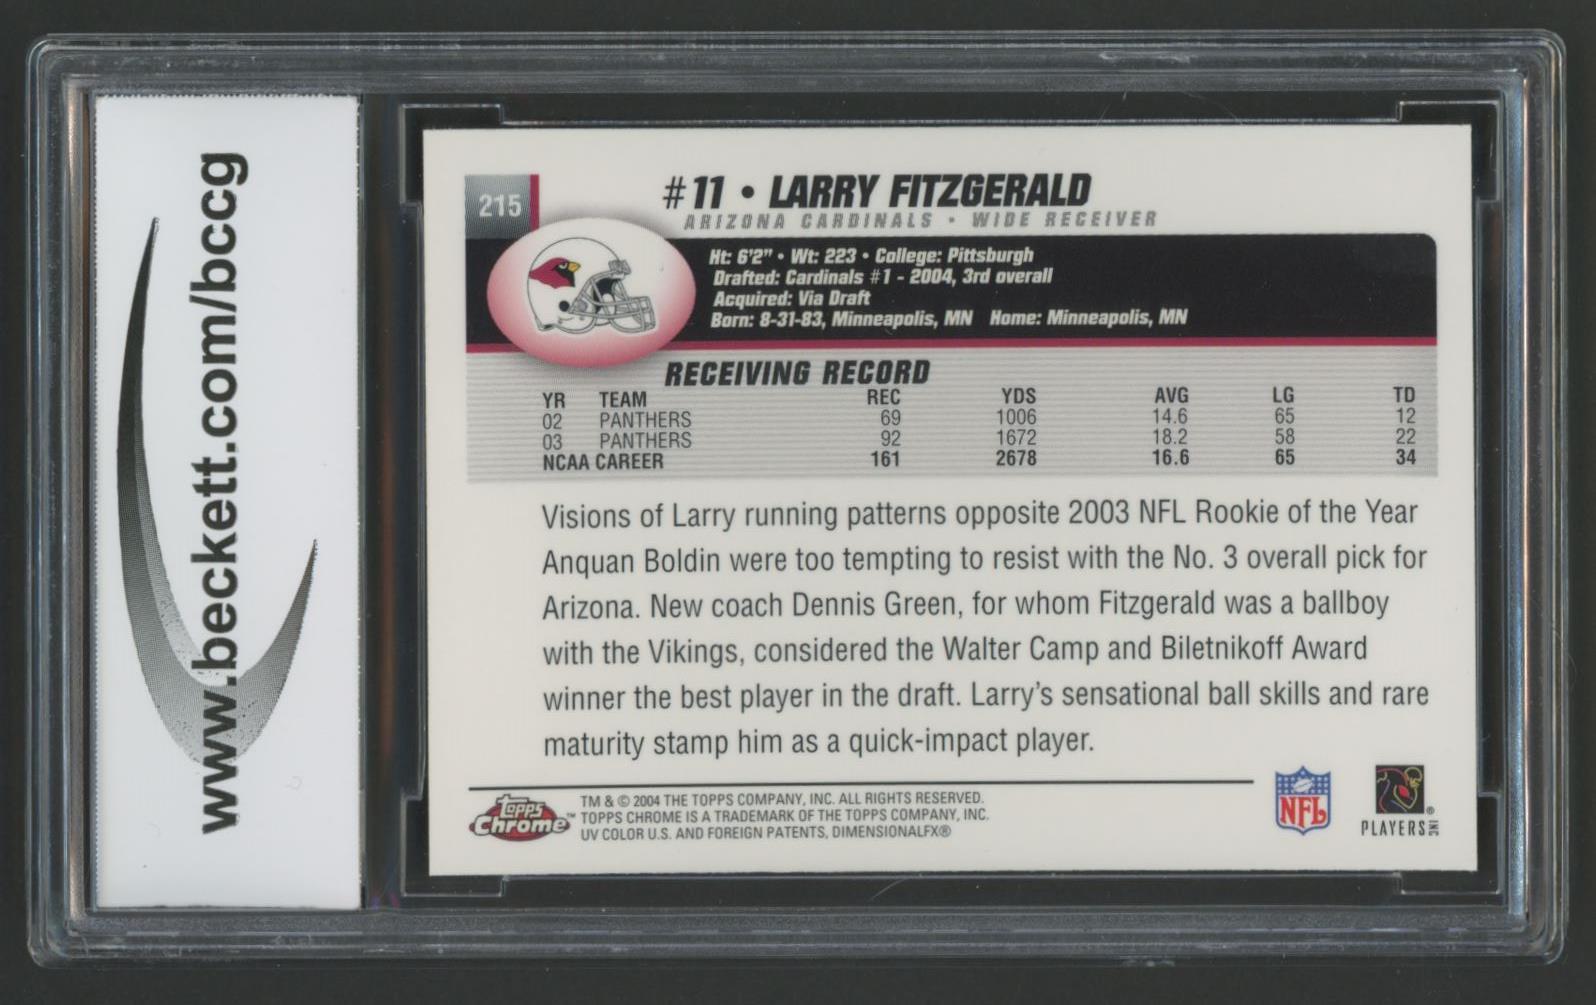 www.beckett.com/bccg
215
#11 • LARRY FITZGERALD
ARIZONA CARDINALS • WIDE RECEIVER
Ht: 6'2" • Wt: 223 • College: Pittsburgh
Drafted: Cardinals #1 - 2004, 3rd overall
Acquired: Via Draft
Born: 8-31-83, Minneapolis, MN Home: Minneapolis, MN
RECEIVING RECORD
YR TEAM REC YDS AVG LG TD
02 PANTHERS 69 1006 14.6 65 12
03 PANTHERS 92 1672 18.2 58 22
NCAA CAREER 161 2678 16.6 65 34
Visions of Larry running patterns opposite 2003 NFL Rookie of the Year
Anquan Boldin were too tempting to resist with the No. 3 overall pick for
Arizona. New coach Dennis Green, for whom Fitzgerald was a ballboy
with the Vikings, considered the Walter Camp and Biletnikoff Award
winner the best player in the draft. Larry's sensational ball skills and rare
maturity stamp him as a quick-impact player.
Topps
Chrome™
TM & © 2004 THE TOPPS COMPANY, INC. ALL RIGHTS RESERVED.
TOPPS CHROME IS A TRADEMARK OF THE TOPPS COMPANY, INC.
UV COLOR U.S. AND FOREIGN PATENTS, DIMENSIONALFX®
NFL
PLAYERS INC ®